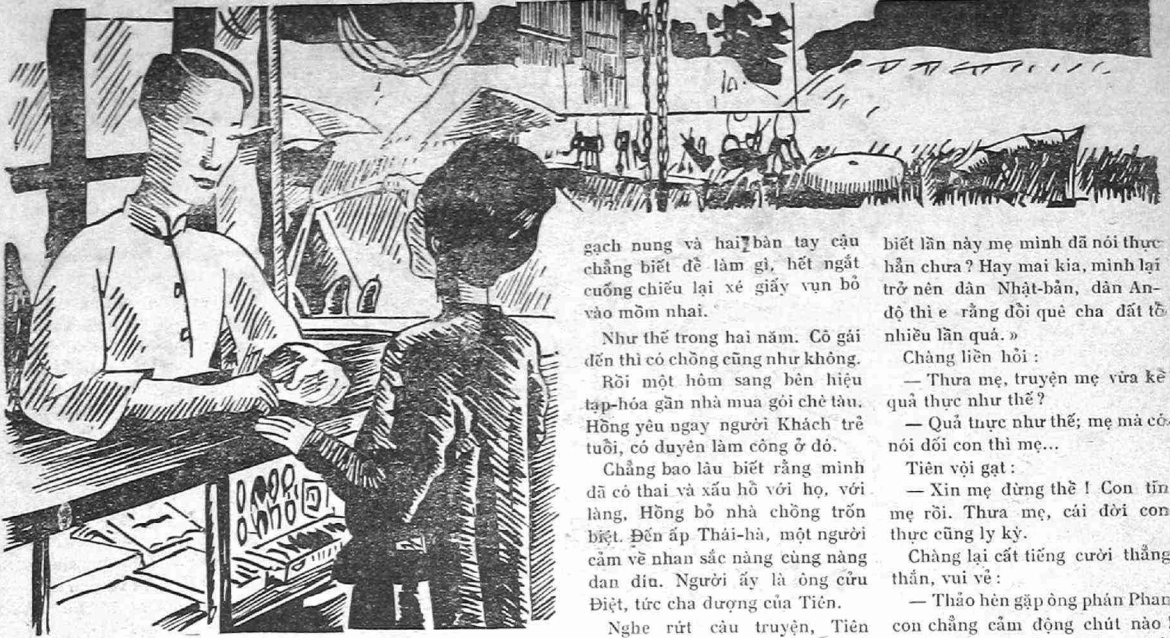 gạch nung và hai bàn tay cậu
chẳng biết để làm gì, hết ngắt
cuống chiếu lại xé giấy vụn bỏ
vào mồm nhai.
Như thế trong hai năm. Cô gái
đến thì có chồng cũng như không.
Rồi một hôm sang bên hiệu
tạp-hóa gần nhà mua gói chè tàu,
Hồng yêu ngay người Khách trẻ
tuổi, có duyên làm công ở đó.
Chẳng bao lâu biết rằng mình
đã có thai và xấu hổ với họ, với
làng, Hồng bỏ nhà chồng trốn
biệt. Đến ấp Thái-hà, một người
cảm về nhan sắc nàng cùng nàng
dan díu. Người ấy là ông cửu
Điệt, tức cha dượng của Tiên.
Nghe rứt câu truyện, Tiên
biết lần này mẹ mình đã nói thực
hẳn chưa? Hay mai kia, mình lại
trở nên dân Nhật-bản, dân An-
độ thì e rằng đổi quê cha đất tổ
nhiều lần quá. »
Chàng liền hỏi :
— Thưa mẹ, truyện mẹ vừa kể
quả thực như thế?
— Quả thực như thế; mẹ mà có
nói dối con thì mẹ...
Tiên vội gạt :
— Xin mẹ đừng thề ! Con tin
mẹ rồi. Thưa mẹ, cái đời con
thực cũng ly kỳ.
Chàng lại cất tiếng cười thẳng
thắn, vui vẻ :
— Thảo hèn gặp ông phán Phan
con chẳng cảm động chút nào